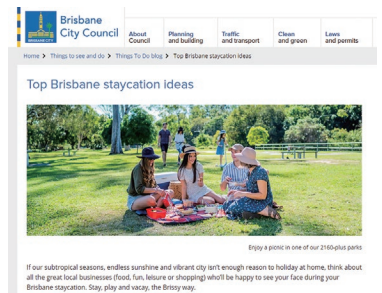 Brisbane
City Council
BRISBANE CITY
About
Council
Planning
and building
Traffic
and transport
Clean
and green
Laws
and permits
Home > Things to see and do > Things To Do blog > Top Brisbane staycation ideas
Top Brisbane staycation ideas
Enjoy a picnic in one of our 2160-plus parks
If our subtropical seasons, endless sunshine and vibrant city isn't enough reason to holiday at home, think about
all the great local businesses (food, fun, leisure or shopping) who'll be happy to see your face during your
Brisbane staycation. Stay, play and vacay, the Brissy way.